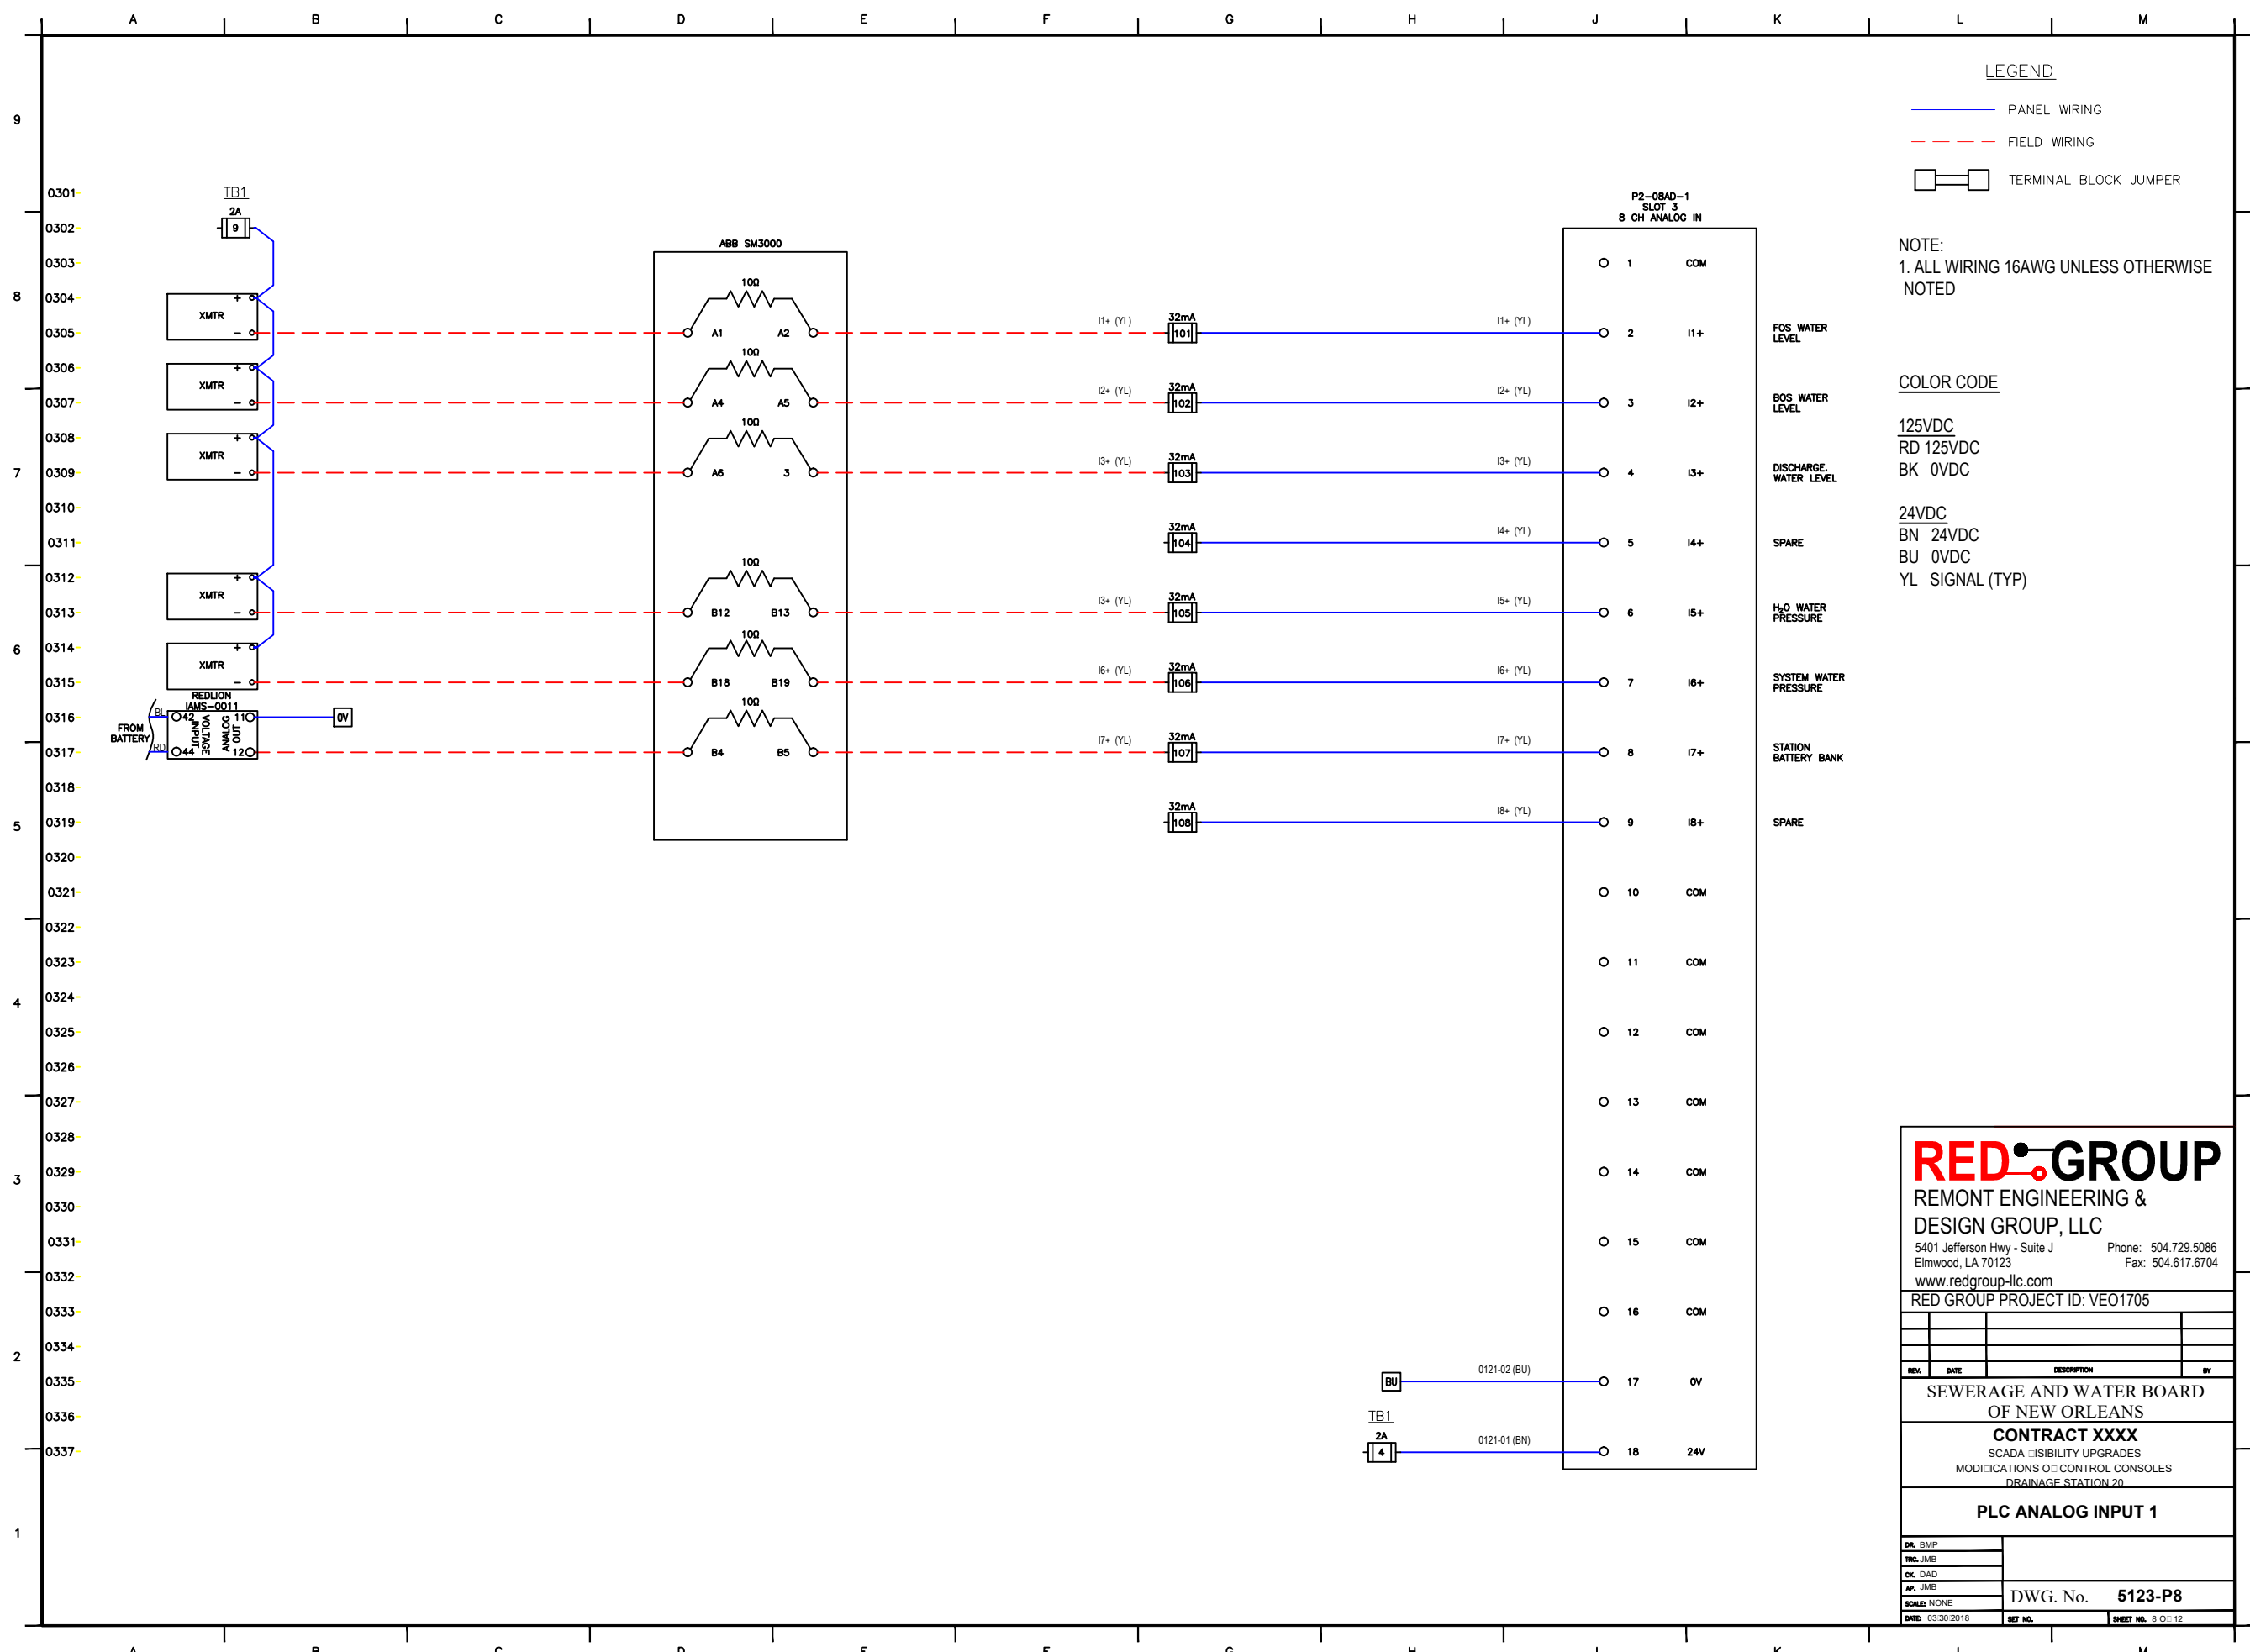 A B C D E F G H J K L M
LEGEND
PANEL WIRING
FIELD WIRING
TERMINAL BLOCK JUMPER
NOTE:
1. ALL WIRING 16AWG UNLESS OTHERWISE
NOTED
COLOR CODE
125VDC
RD 125VDC
BK 0VDC
24VDC
BN 24VDC
BU 0VDC
YL SIGNAL (TYP)
9
8
7
6
5
4
3
2
1
0301
0302
0303
0304
0305
0306
0307
0308
0309
0310
0311
0312
0313
0314
0315
0316
0317
0318
0319
0320
0321
0322
0323
0324
0325
0326
0327
0328
0329
0330
0331
0332
0333
0334
0335
0336
0337
TB1
2A
9
+
XMTR
-
+
XMTR
-
+
XMTR
-
+
XMTR
-
+
XMTR
-
REDLION
IAMS-0011
FROM
BATTERY
BL
RD
42 11
44 12
VOLTAGE
INPUT
ANALOG
OUT
0V
ABB SM3000
10Ω
A1 A2
10Ω
A4 A5
10Ω
A6 3
10Ω
B12 B13
10Ω
B18 B19
10Ω
B4 B5
I1+ (YL) 32mA 101 I1+ (YL)
I2+ (YL) 32mA 102 I2+ (YL)
I3+ (YL) 32mA 103 I3+ (YL)
32mA 104 I4+ (YL)
I3+ (YL) 32mA 105 I5+ (YL)
I6+ (YL) 32mA 106 I6+ (YL)
I7+ (YL) 32mA 107 I7+ (YL)
32mA 108 I8+ (YL)
P2-08AD-1
SLOT 3
8 CH ANALOG IN
1 COM
2 I1+ FOS WATER
LEVEL
3 I2+ BOS WATER
LEVEL
4 I3+ DISCHARGE.
WATER LEVEL
5 I4+ SPARE
6 I5+ H2O WATER
PRESSURE
7 I6+ SYSTEM WATER
PRESSURE
8 I7+ STATION
BATTERY BANK
9 I8+ SPARE
10 COM
11 COM
12 COM
13 COM
14 COM
15 COM
16 COM
BU 0121-02 (BU) 17 0V
TB1
2A
4 0121-01 (BN) 18 24V
RED GROUP
REMONT ENGINEERING &
DESIGN GROUP, LLC
5401 Jefferson Hwy - Suite J Phone: 504.729.5086
Elmwood, LA 70123 Fax: 504.617.6704
www.redgroup-llc.com
RED GROUP PROJECT ID: VEO1705
REV. DATE DESCRIPTION BY
SEWERAGE AND WATER BOARD
OF NEW ORLEANS
CONTRACT XXXX
SCADA □ISIBILITY UPGRADES
MODI□ICATIONS O□ CONTROL CONSOLES
DRAINAGE STATION 20
PLC ANALOG INPUT 1
DR. BMP
TRC. JMB
CK. DAD
AP. JMB
SCALE: NONE
DATE: 03.30.2018
DWG. No. 5123-P8
SET NO. SHEET NO. 8 O□ 12
A B C D E F G H J K L M